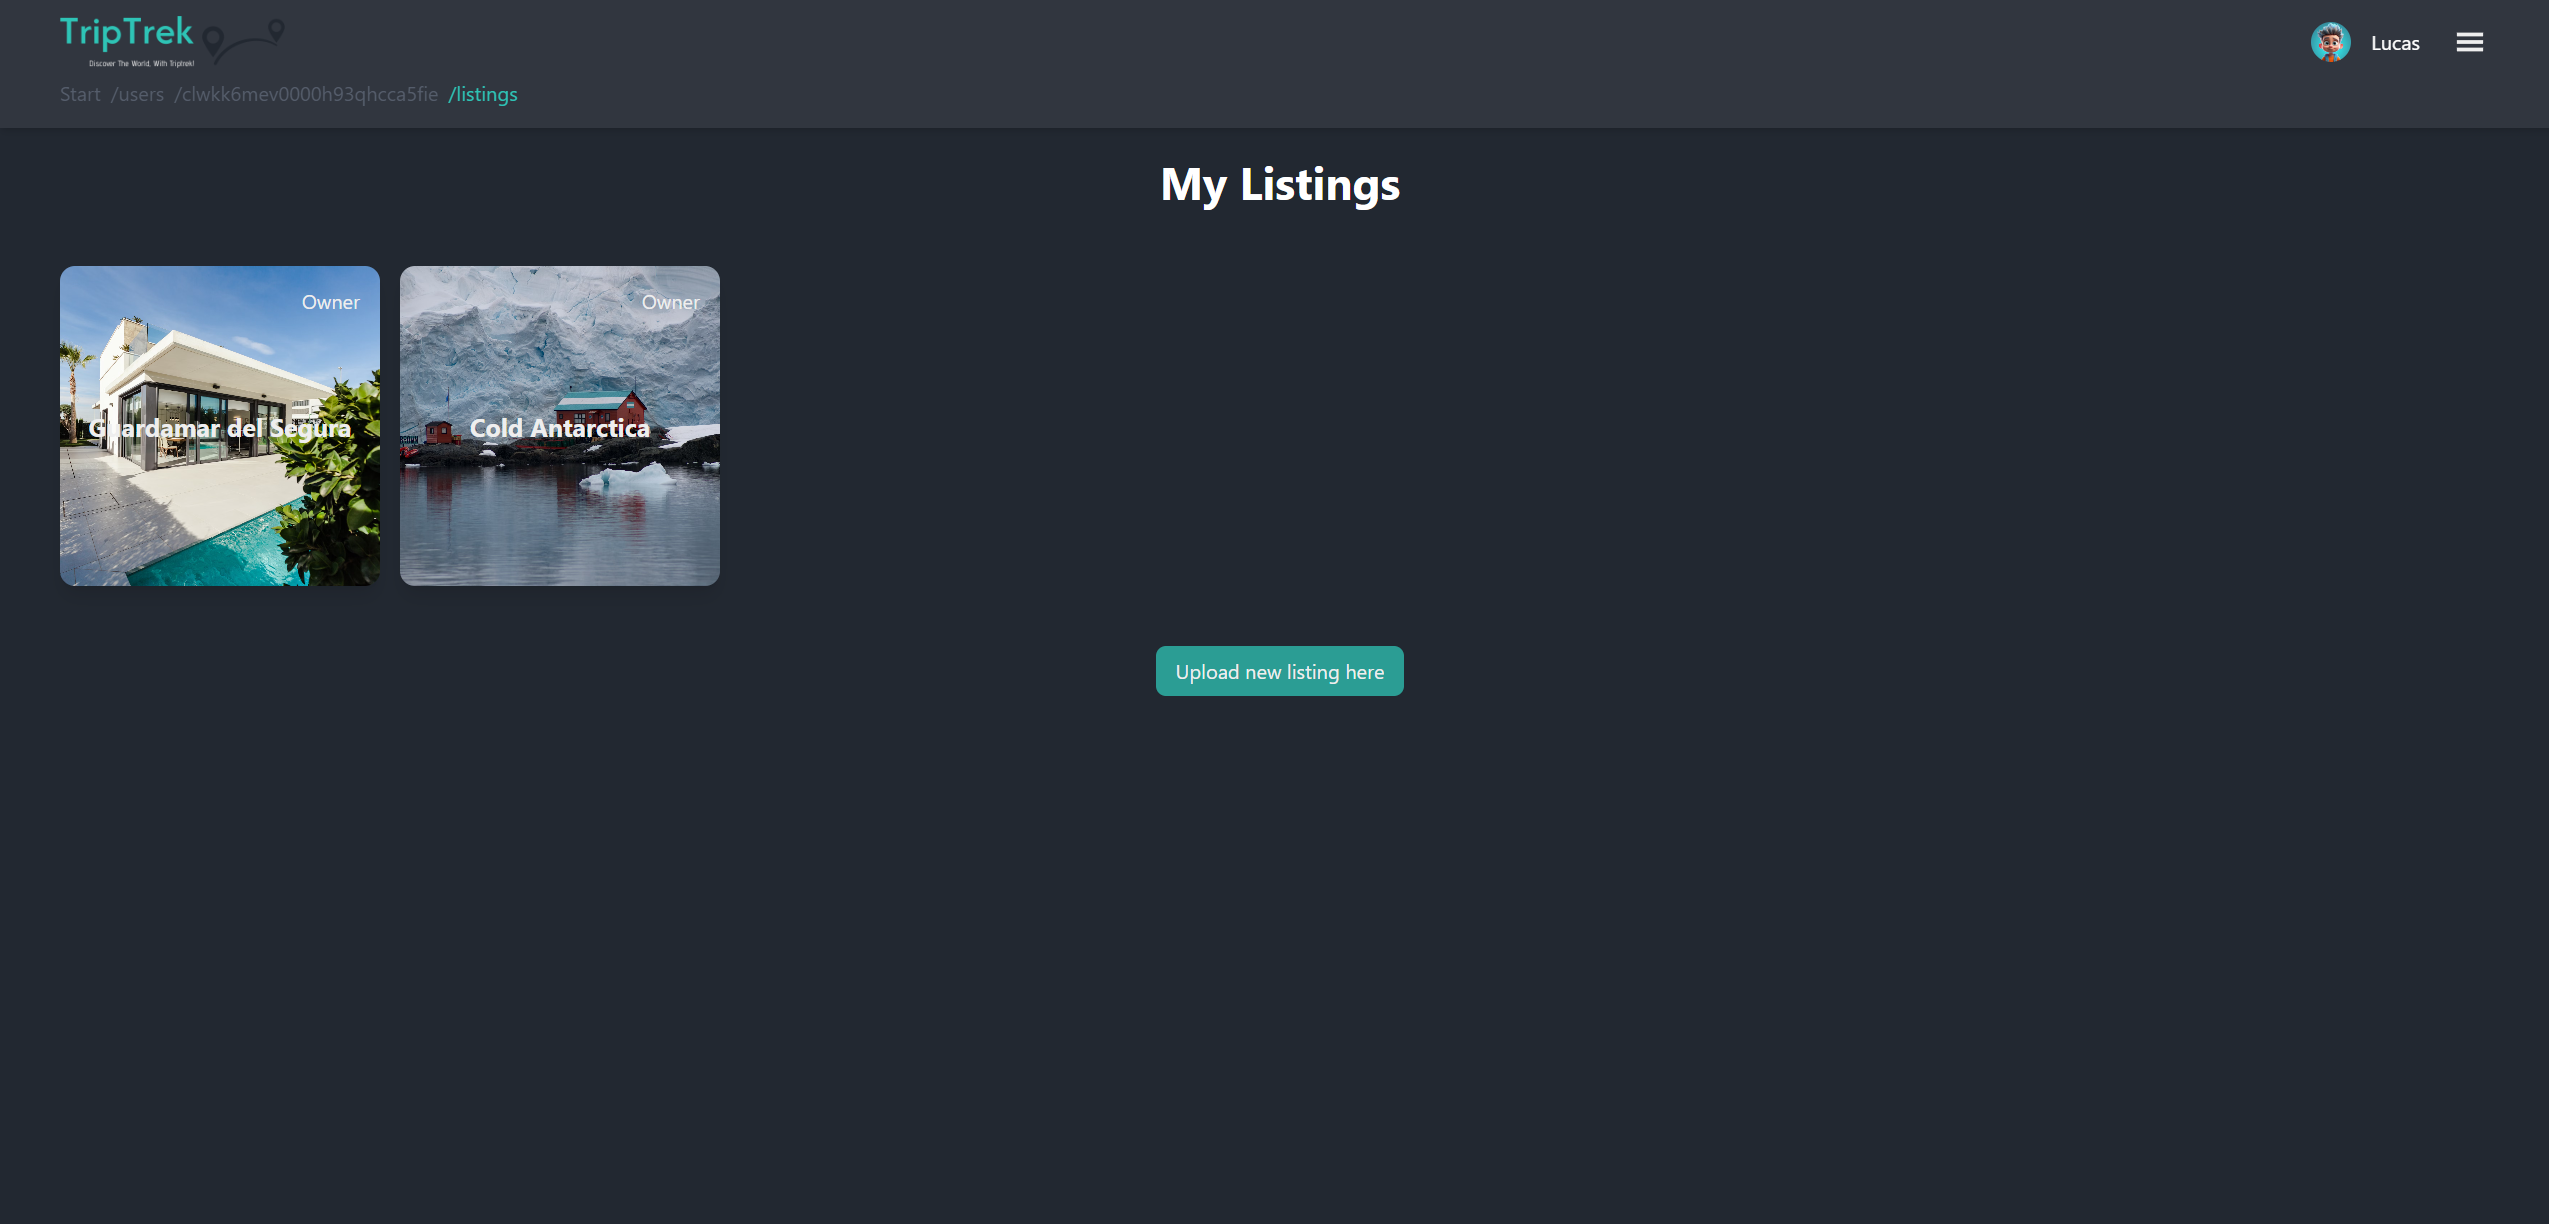 TripTrek
Discover The World, With Triptrek!
Lucas
Start /users /clwkk6mev0000h93qhcca5fie /listings
My Listings
Owner
Guardamar del Segura
Owner
Cold Antarctica
Upload new listing here